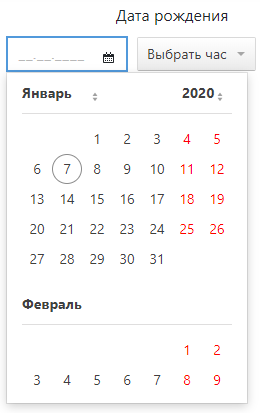 Дата рождения
__.__.____ Выбрать час
Январь 2020
1 2 3 4 5
6 7 8 9 10 11 12
13 14 15 16 17 18 19
20 21 22 23 24 25 26
27 28 29 30 31
Февраль
1 2
3 4 5 6 7 8 9